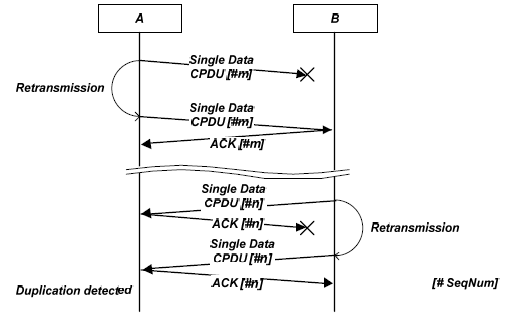 A
B
Single Data
CPDU [#m]
Retransmission
Single Data
CPDU [#m]
ACK [#m]
Single Data
CPDU [#n]
ACK [#n]
Retransmission
Single Data
CPDU [#n]
ACK [#n]
Duplication detected
[# SeqNum]